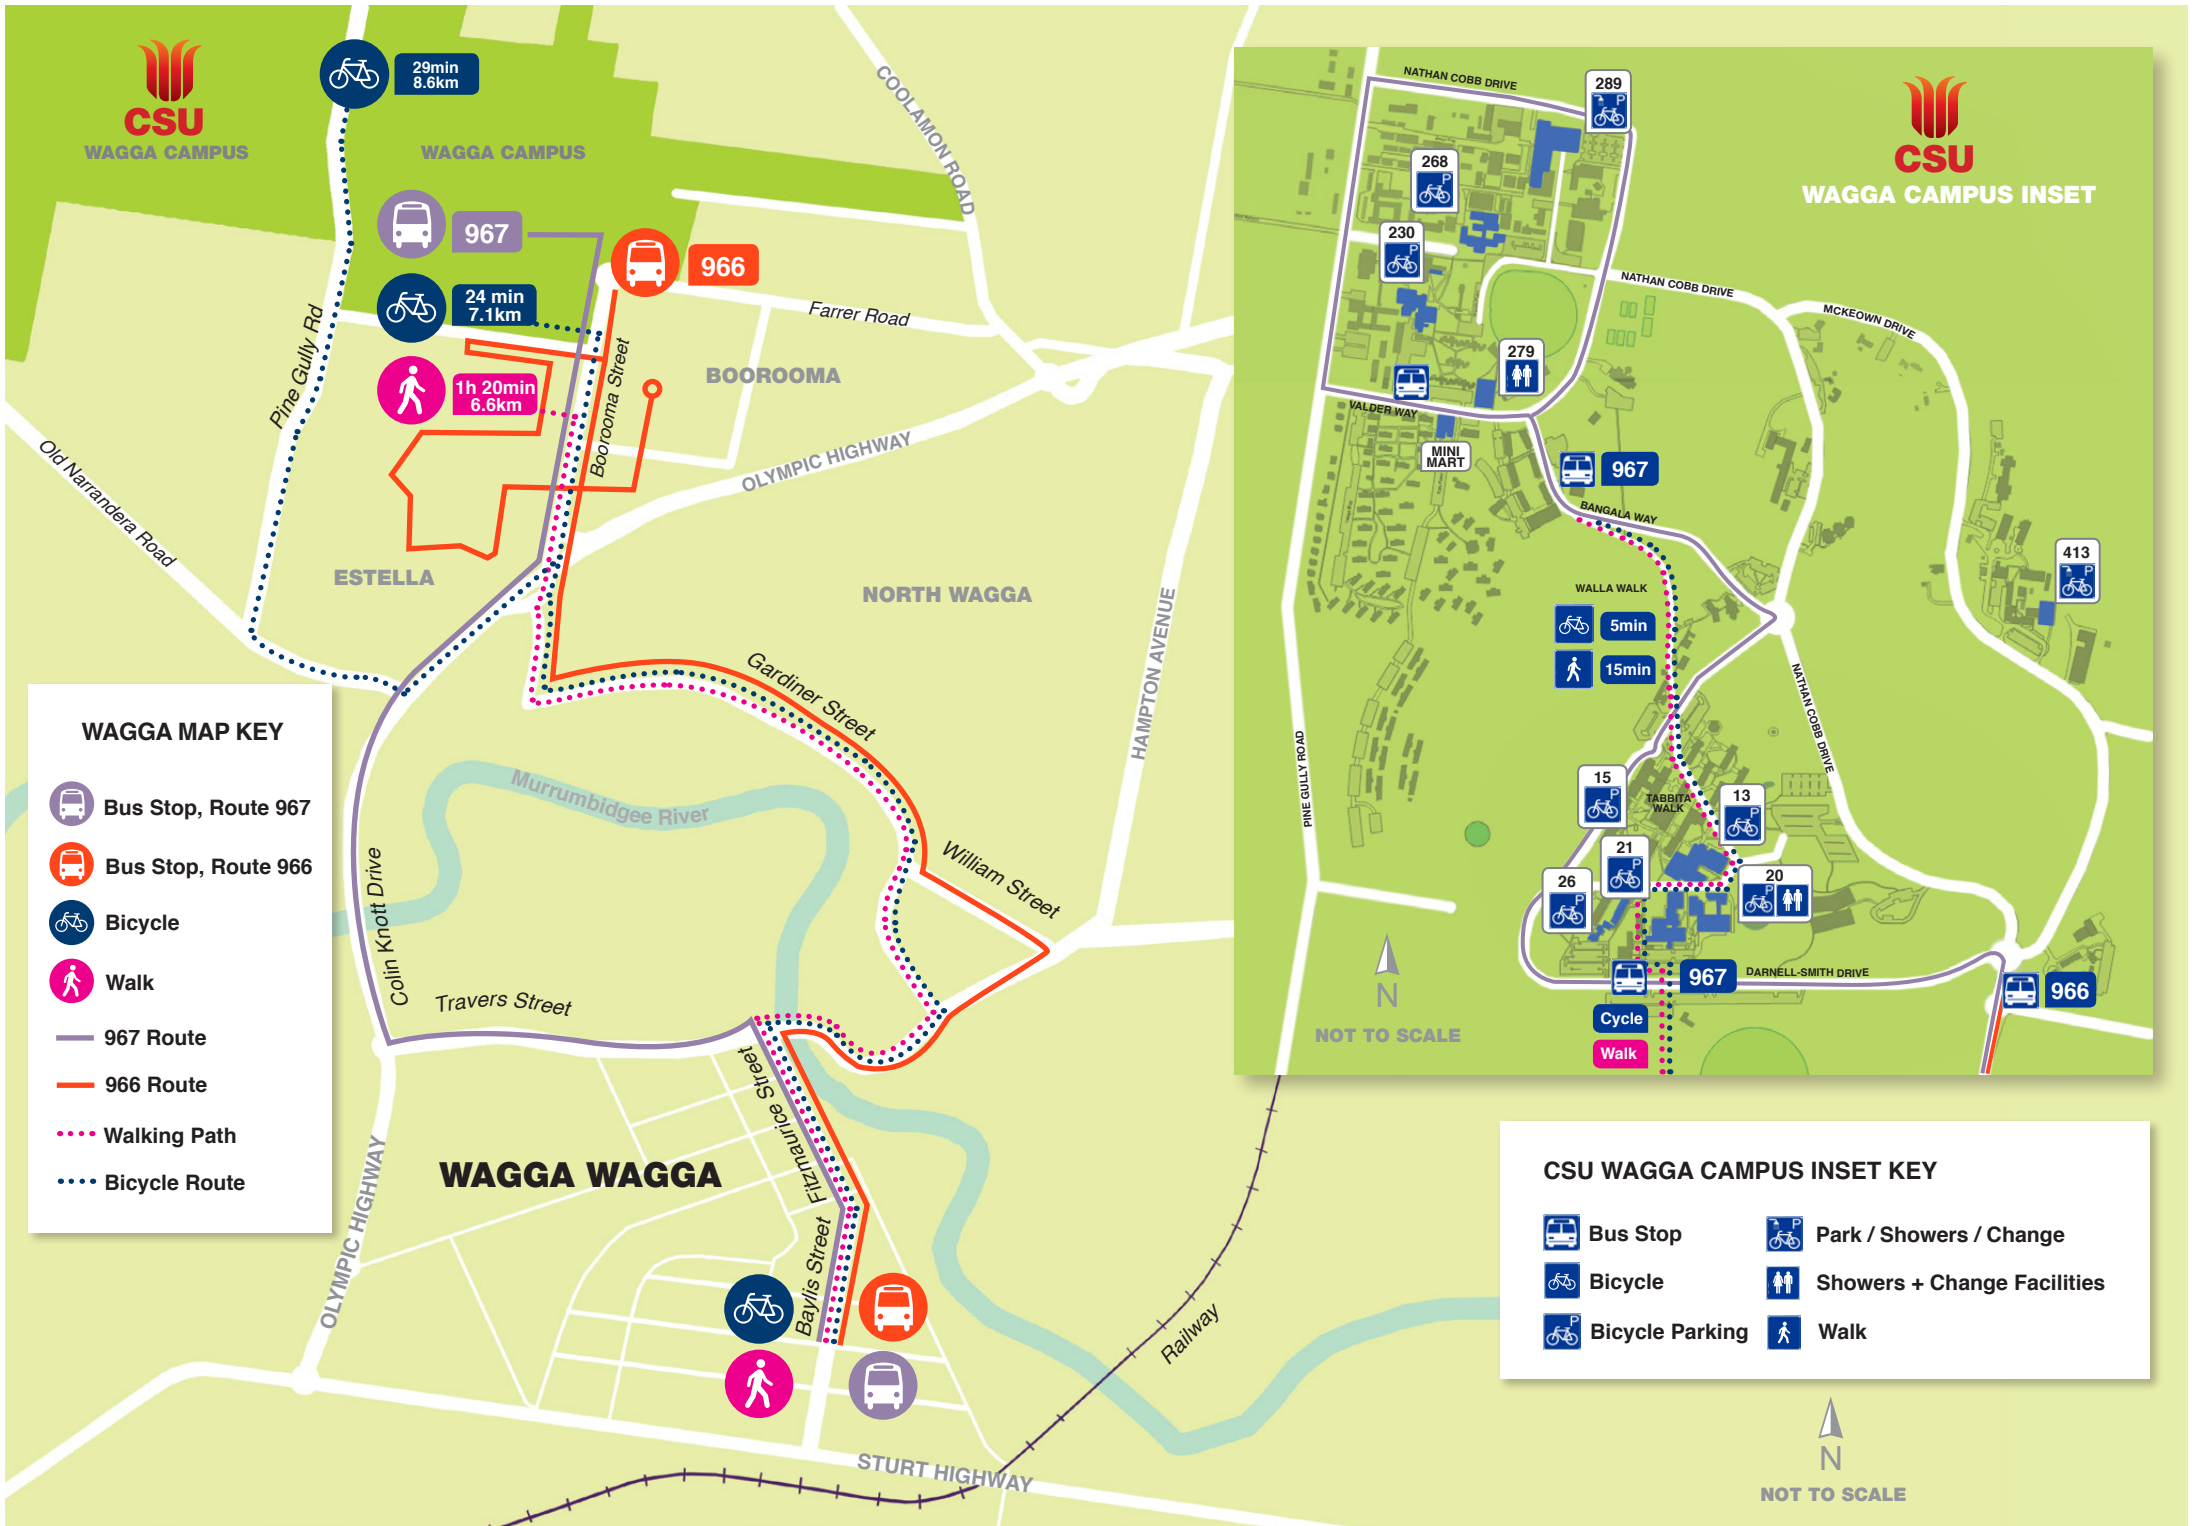 CSU
WAGGA CAMPUS
29min
8.6km
WAGGA CAMPUS
967
966
24 min
7.1km
1h 20min
6.6km
COOLAMON ROAD
Farrer Road
Pine Gully Rd
Boorooma Street
BOOROOMA
OLYMPIC HIGHWAY
Old Narrandera Road
ESTELLA
NORTH WAGGA
HAMPTON AVENUE
Gardiner Street
Murrumbidgee River
William Street
Colin Knott Drive
Travers Street
Fitzmaurice Street
WAGGA WAGGA
Baylis Street
OLYMPIC HIGHWAY
STURT HIGHWAY
Railway
WAGGA MAP KEY
Bus Stop, Route 967
Bus Stop, Route 966
Bicycle
Walk
967 Route
966 Route
Walking Path
Bicycle Route
CSU
WAGGA CAMPUS INSET
NATHAN COBB DRIVE
289
P
268
P
230
P
NATHAN COBB DRIVE
MCKEOWN DRIVE
279
VALDER WAY
MINI
MART
967
BANGALA WAY
413
P
WALLA WALK
5min
15min
NATHAN COBB DRIVE
PINE GULLY ROAD
15
P
TABBITA
WALK
13
P
21
P
20
P
26
P
967
DARNELL-SMITH DRIVE
966
Cycle
Walk
N
NOT TO SCALE
CSU WAGGA CAMPUS INSET KEY
Bus Stop
P
Park / Showers / Change
Bicycle
Showers + Change Facilities
P
Bicycle Parking
Walk
N
NOT TO SCALE